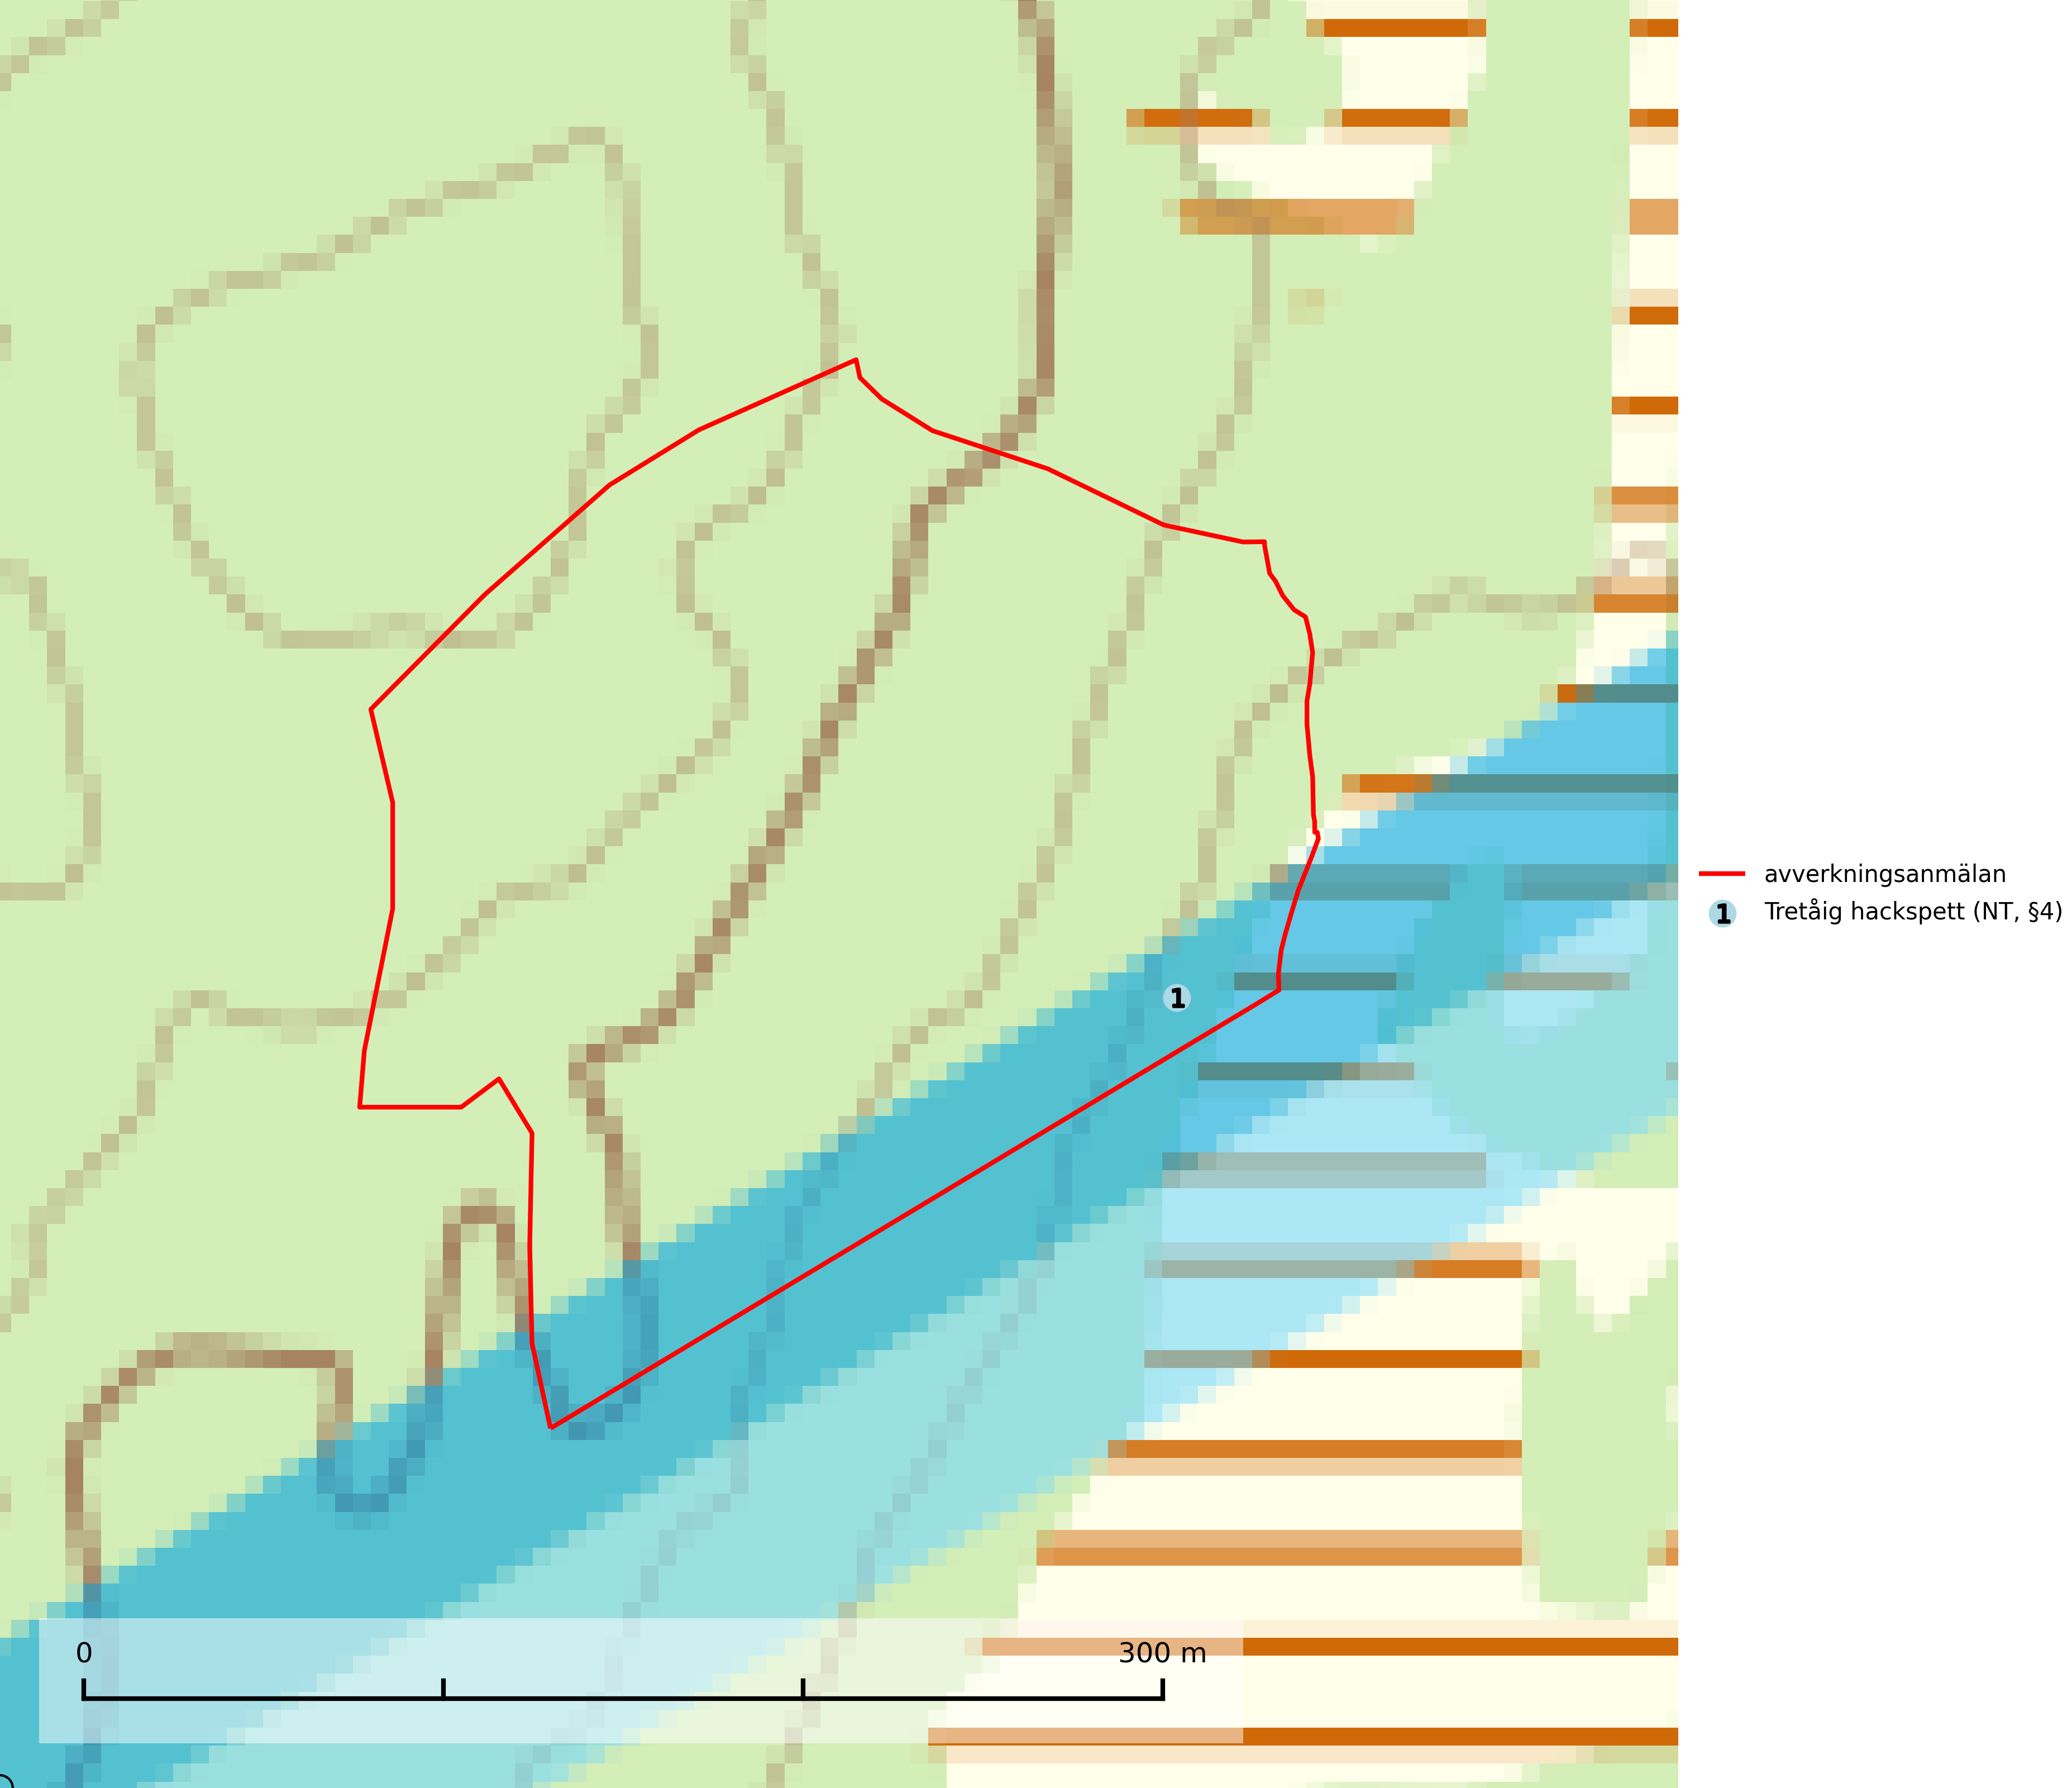 avverkningsanmälan
1 Tretåig hackspett (NT, §4)
1
0 300 m